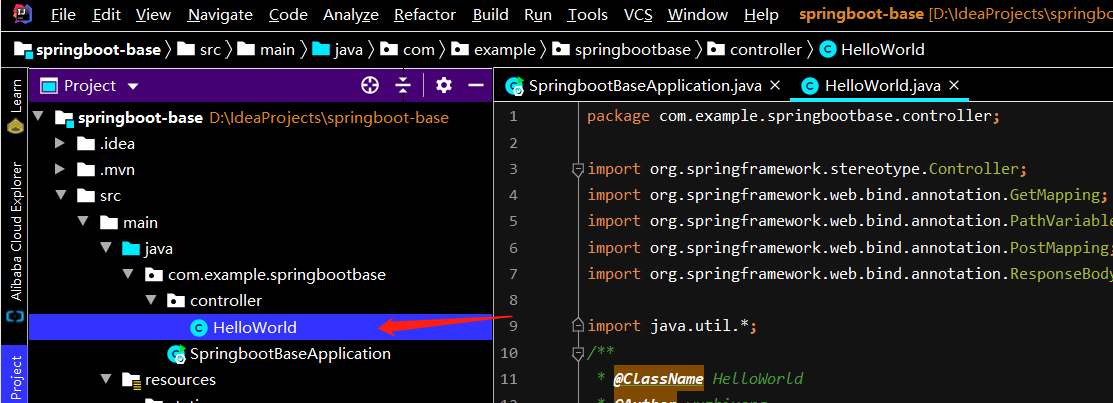 File Edit View Navigate Code Analyze Refactor Build Run Tools VCS Window Help springboot-base [D:\IdeaProjects\springbo
springboot-base src main java com example springbootbase controller HelloWorld
Learn
Alibaba Cloud Explorer
Project
Project
springboot-base D:\IdeaProjects\springboot-base
.idea
.mvn
src
main
java
com.example.springbootbase
controller
HelloWorld
SpringbootBaseApplication
resources
SpringbootBaseApplication.java HelloWorld.java
1 package com.example.springbootbase.controller;
2
3 import org.springframework.stereotype.Controller;
4 import org.springframework.web.bind.annotation.GetMapping;
5 import org.springframework.web.bind.annotation.PathVariable
6 import org.springframework.web.bind.annotation.PostMapping;
7 import org.springframework.web.bind.annotation.ResponseBody
8
9 import java.util.*;
10 /**
11 * @ClassName HelloWorld